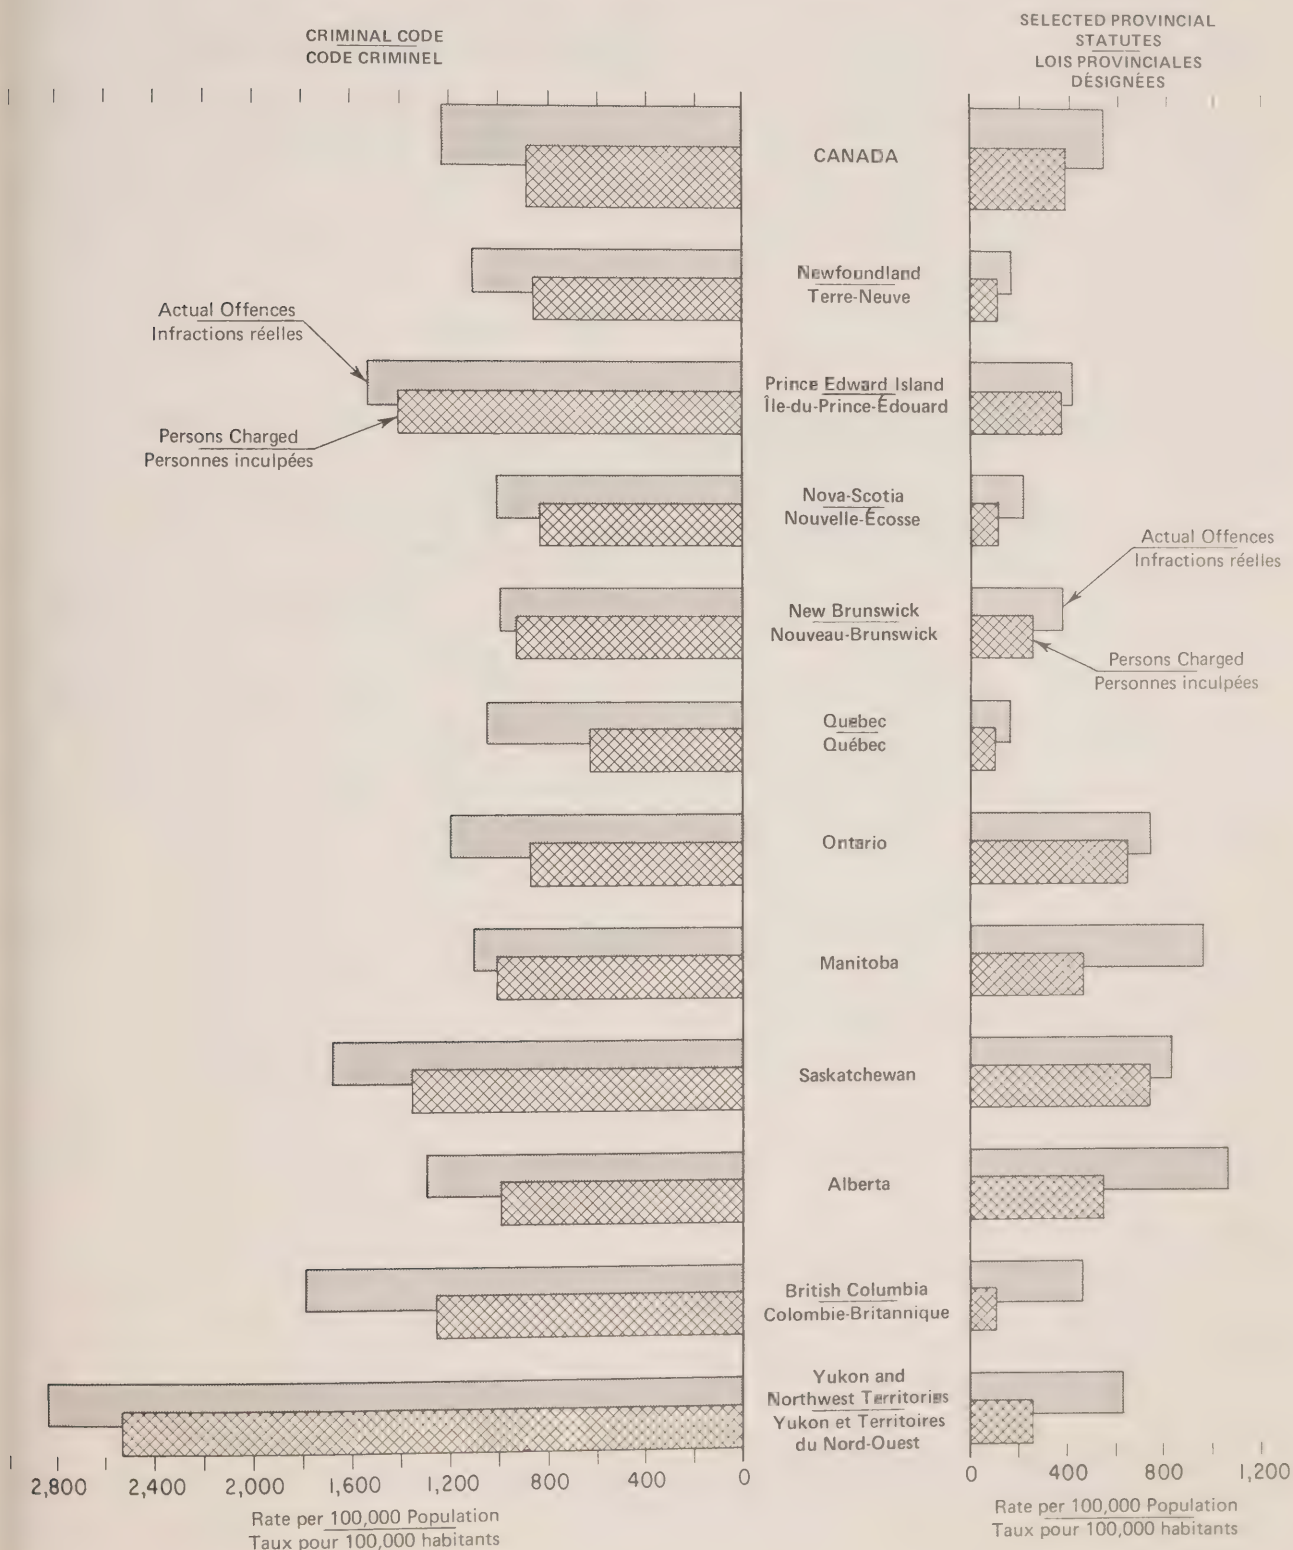 CRIMINAL CODE
CODE CRIMINEL
SELECTED PROVINCIAL
STATUTES
LOIS PROVINCIALES
DÉSIGNÉES
CANADA
Newfoundland
Terre-Neuve
Actual Offences
Infractions réelles
Prince Edward Island
Île-du-Prince-Édouard
Persons Charged
Personnes inculpées
Nova-Scotia
Nouvelle-Écosse
Actual Offences
Infractions réelles
New Brunswick
Nouveau-Brunswick
Persons Charged
Personnes inculpées
Quebec
Québec
Ontario
Manitoba
Saskatchewan
Alberta
British Columbia
Colombie-Britannique
Yukon and
Northwest Territories
Yukon et Territoires
du Nord-Ouest
2,800 2,400 2,000 1,600 1,200 800 400 0
0 400 800 1,200
Rate per 100,000 Population
Taux pour 100,000 habitants
Rate per 100,000 Population
Taux pour 100,000 habitants